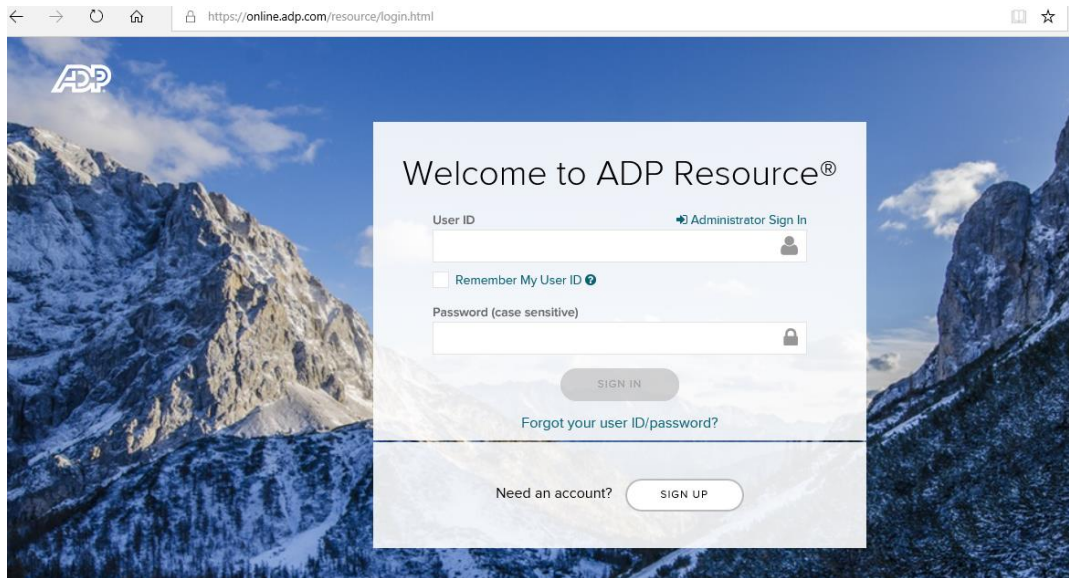 https://online.adp.com/resource/login.html
ADP
Welcome to ADP Resource®
User ID
Administrator Sign In
Remember My User ID ?
Password (case sensitive)
SIGN IN
Forgot your user ID/password?
Need an account? SIGN UP